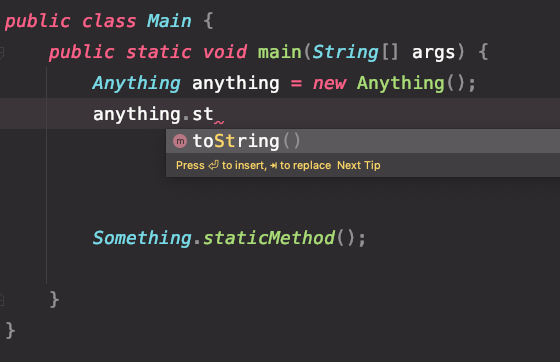 public class Main {
public static void main(String[] args) {
Anything anything = new Anything();
anything.st
m toString()
Press ⏎ to insert, ⇥ to replace Next Tip
Something.staticMethod();
}
}